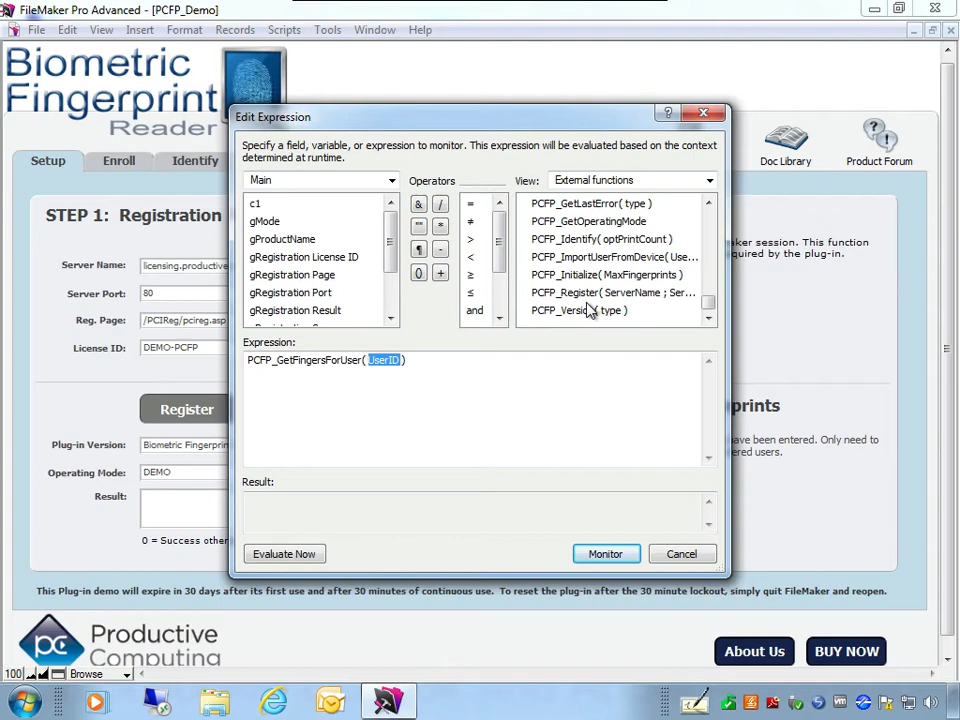 FileMaker Pro Advanced - [PCFP_Demo]
File Edit View Insert Format Records Scripts Tools Window Help
Biometric
Fingerprint
Reader
Doc Library
Product Forum
Setup
Enroll
Identify
STEP 1: Registration
maker session. This function
equired by the plug-in.
Server Name:
licensing.productive
Server Port:
80
Reg. Page:
/PCIReg/pcireg.asp
License ID:
DEMO-PCFP
Register
prints
have been entered. Only need to
ered users.
Plug-in Version:
Biometric Fingerprin
Operating Mode:
DEMO
Result:
0 = Success other
Edit Expression
?
Specify a field, variable, or expression to monitor. This expression will be evaluated based on the context
determined at runtime.
Main
Operators
View:
External functions
c1
gMode
gProductName
gRegistration License ID
gRegistration Page
gRegistration Port
gRegistration Result
& /
"" *
¶ -
() +
=
≠
>
<
≥
≤
and
PCFP_GetLastError( type )
PCFP_GetOperatingMode
PCFP_Identify( optPrintCount )
PCFP_ImportUserFromDevice( Use...
PCFP_Initialize( MaxFingerprints )
PCFP_Register( ServerName ; Ser...
type )
Expression:
PCFP_GetFingersForUser( UserID )
Result:
Evaluate Now
Monitor
Cancel
This Plug-in demo will expire in 30 days after its first use and after 30 minutes of continuous use. To reset the plug-in after the 30 minute lockout, simply quit FileMaker and reopen.
pc
Productive
Computing
About Us
BUY NOW
100
Browse